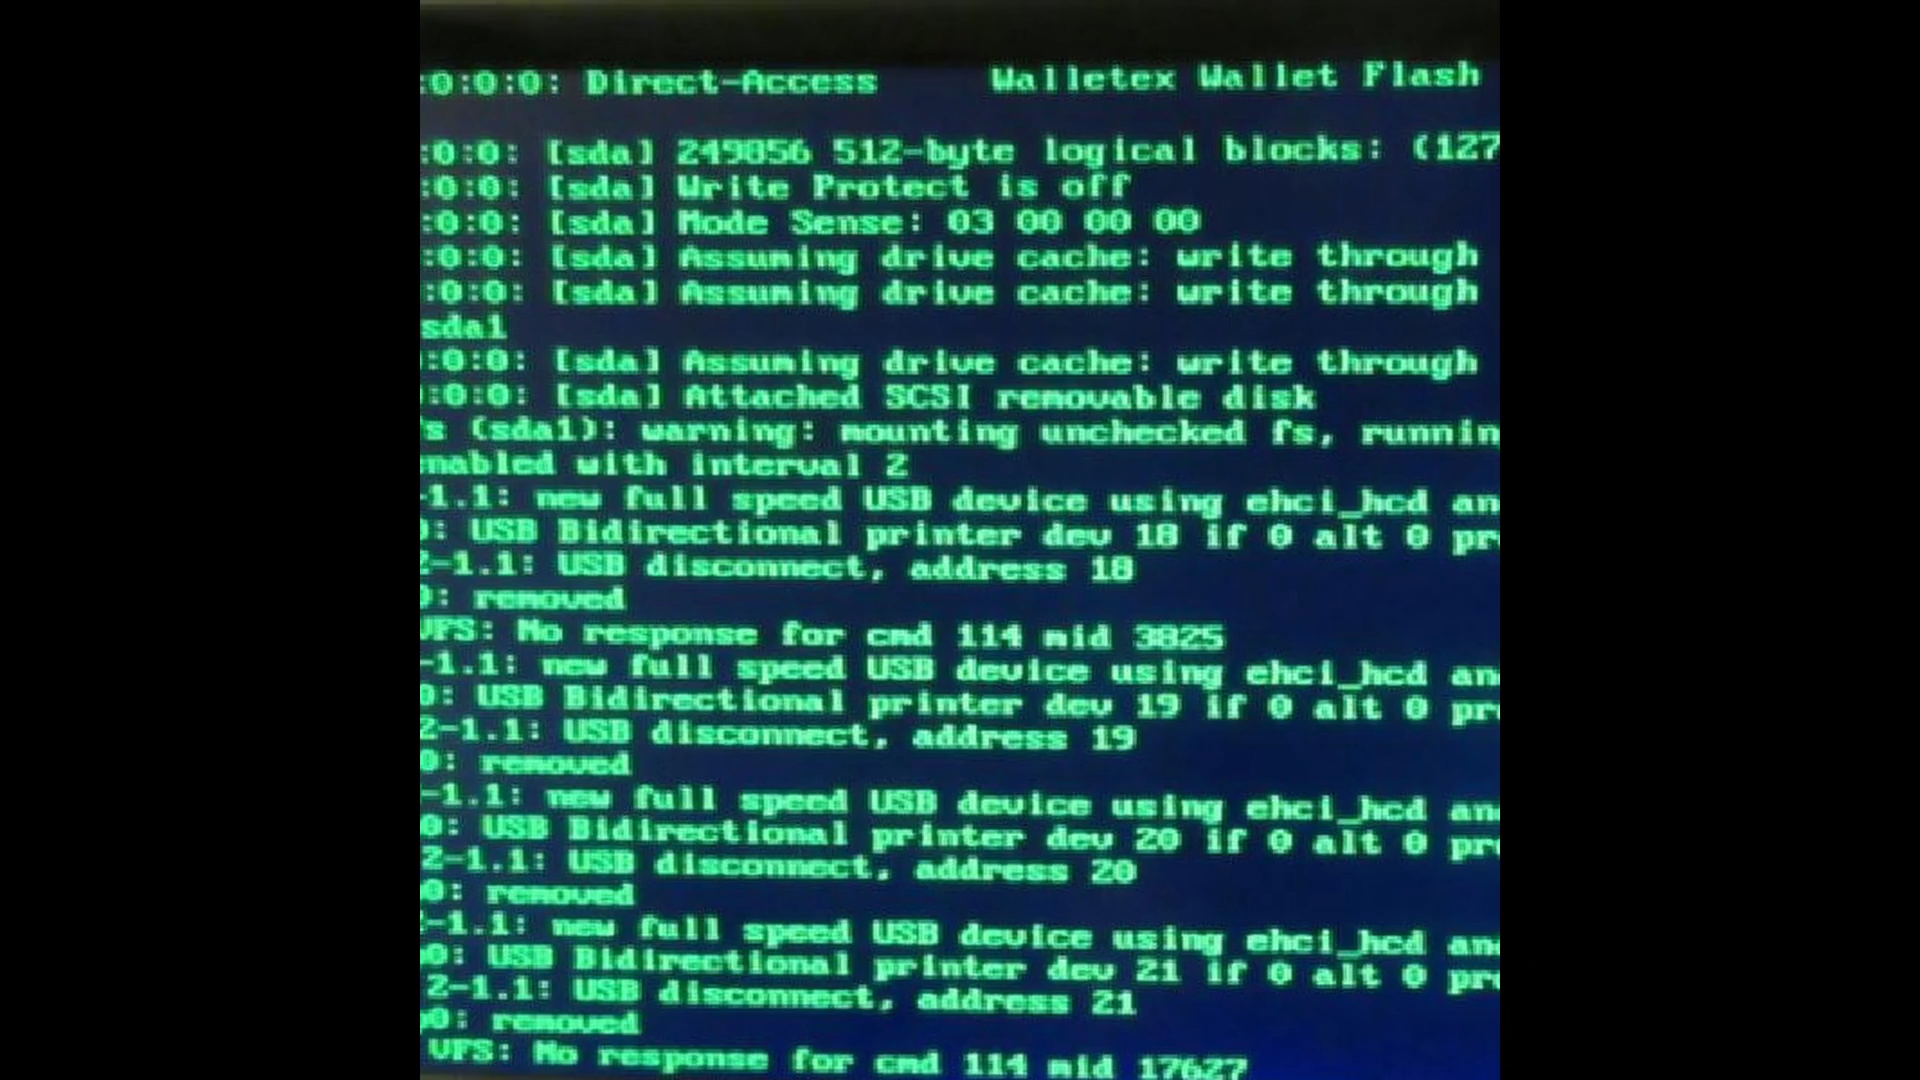 :0:0:0: Direct-Access Walletex Wallet Flash
:0:0: [sda] 249856 512-byte logical blocks: (127
:0:0: [sda] Write Protect is off
:0:0: [sda] Mode Sense: 03 00 00 00
:0:0: [sda] Assuming drive cache: write through
:0:0: [sda] Assuming drive cache: write through
sda1
:0:0: [sda] Assuming drive cache: write through
:0:0: [sda] Attached SCSI removable disk
s (sda1): warning: mounting unchecked fs, runnin
enabled with interval 2
-1.1: new full speed USB device using ehci_hcd an
0: USB Bidirectional printer dev 18 if 0 alt 0 pr
2-1.1: USB disconnect, address 18
0: removed
VFS: No response for cmd 114 mid 3825
-1.1: new full speed USB device using ehci_hcd an
0: USB Bidirectional printer dev 19 if 0 alt 0 pro
2-1.1: USB disconnect, address 19
0: removed
-1.1: new full speed USB device using ehci_hcd and
0: USB Bidirectional printer dev 20 if 0 alt 0 pro
2-1.1: USB disconnect, address 20
0: removed
-1.1: new full speed USB device using ehci_hcd and
p0: USB Bidirectional printer dev 21 if 0 alt 0 pro
2-1.1: USB disconnect, address 21
p0: removed
VFS: No response for cmd 114 mid 17627